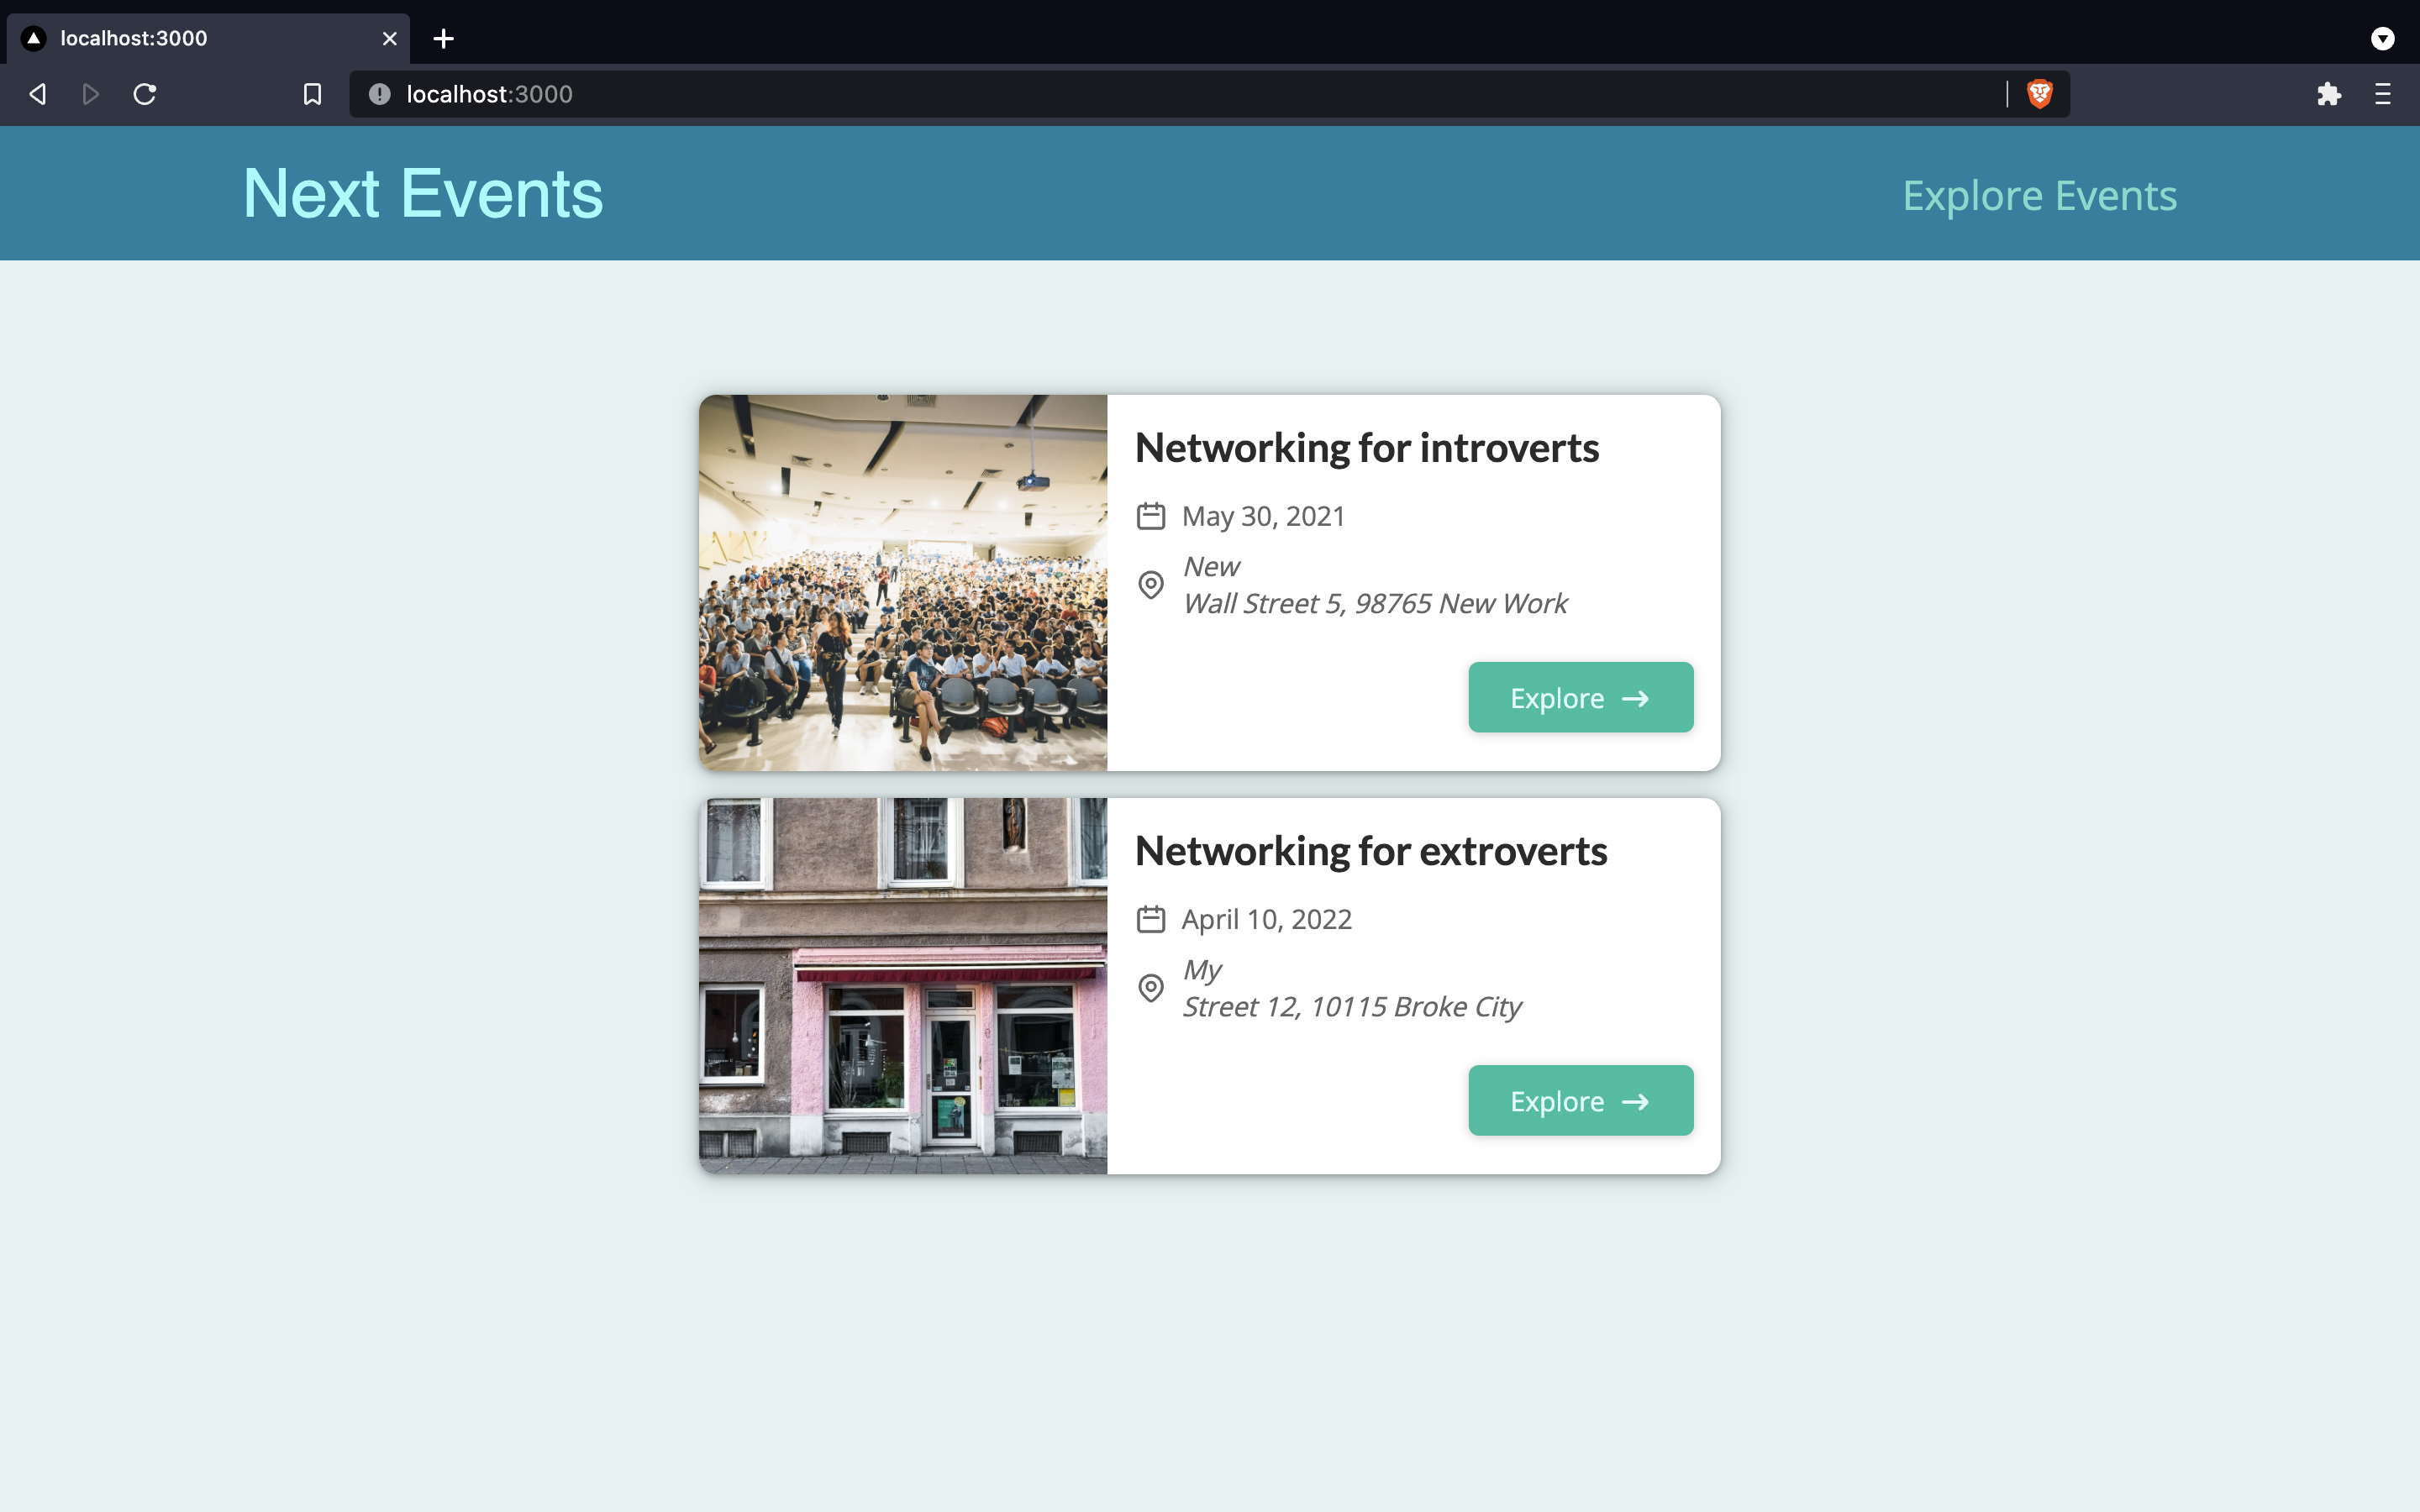 localhost:3000
localhost:3000
Next Events
Explore Events
Networking for introverts
May 30, 2021
New
Wall Street 5, 98765 New Work
Explore
Networking for extroverts
April 10, 2022
My
Street 12, 10115 Broke City
Explore